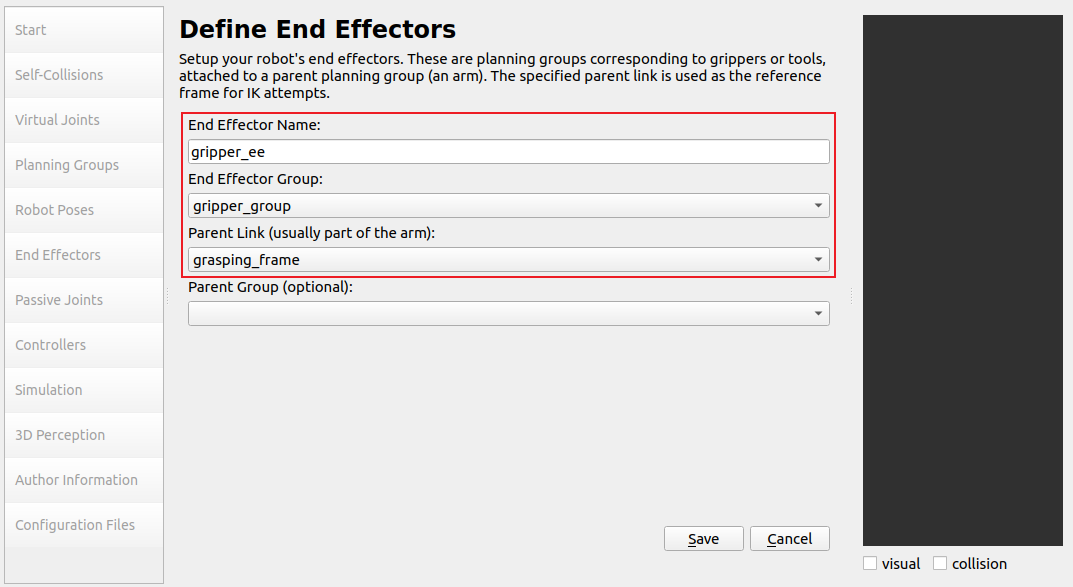 Start
Self-Collisions
Virtual Joints
Planning Groups
Robot Poses
End Effectors
Passive Joints
Controllers
Simulation
3D Perception
Author Information
Configuration Files
Define End Effectors
Setup your robot's end effectors. These are planning groups corresponding to grippers or tools,
attached to a parent planning group (an arm). The specified parent link is used as the reference
frame for IK attempts.
End Effector Name:
gripper_ee
End Effector Group:
gripper_group
Parent Link (usually part of the arm):
grasping_frame
Parent Group (optional):
Save Cancel
visual collision